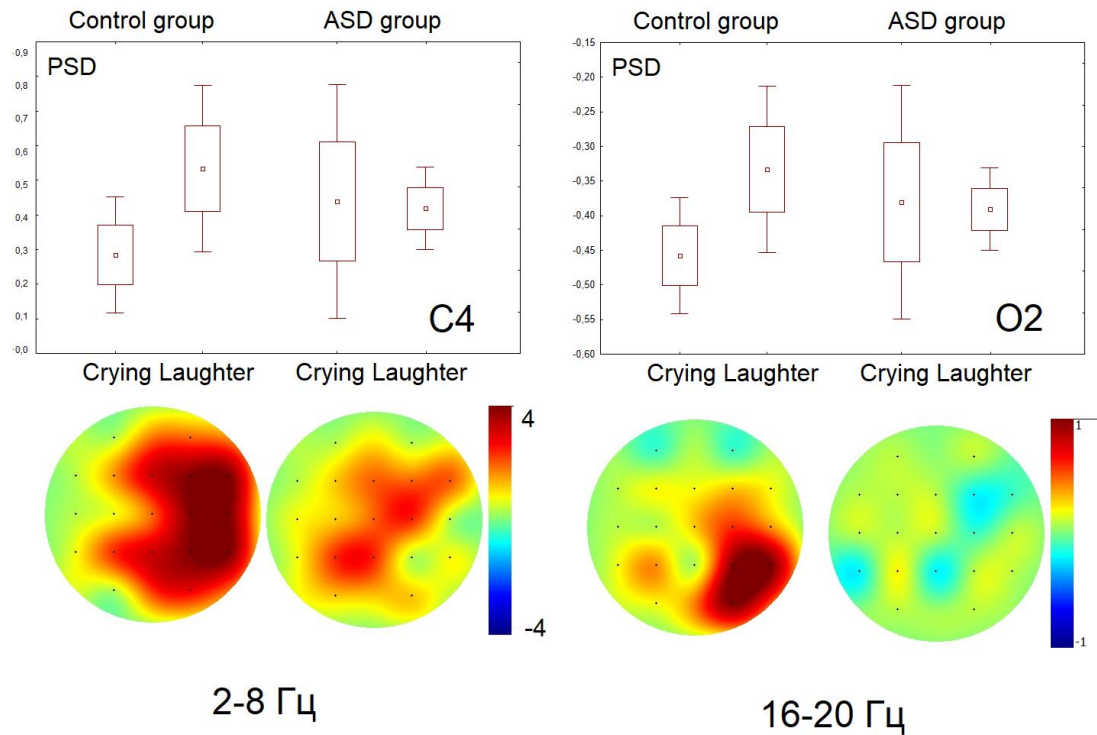 Control group ASD group
-0,9
PSD
0,8
0,7
0,6
0,5
0,4
0,3
0,2
0,1
-0,0
C4
Crying Laughter Crying Laughter
4
-4
2-8 Гц
Control group ASD group
-0,15
PSD
-0,20
-0,25
-0,30
-0,35
-0,40
-0,45
-0,50
-0,55
-0,60
O2
Crying Laughter Crying Laughter
1
-1
16-20 Гц